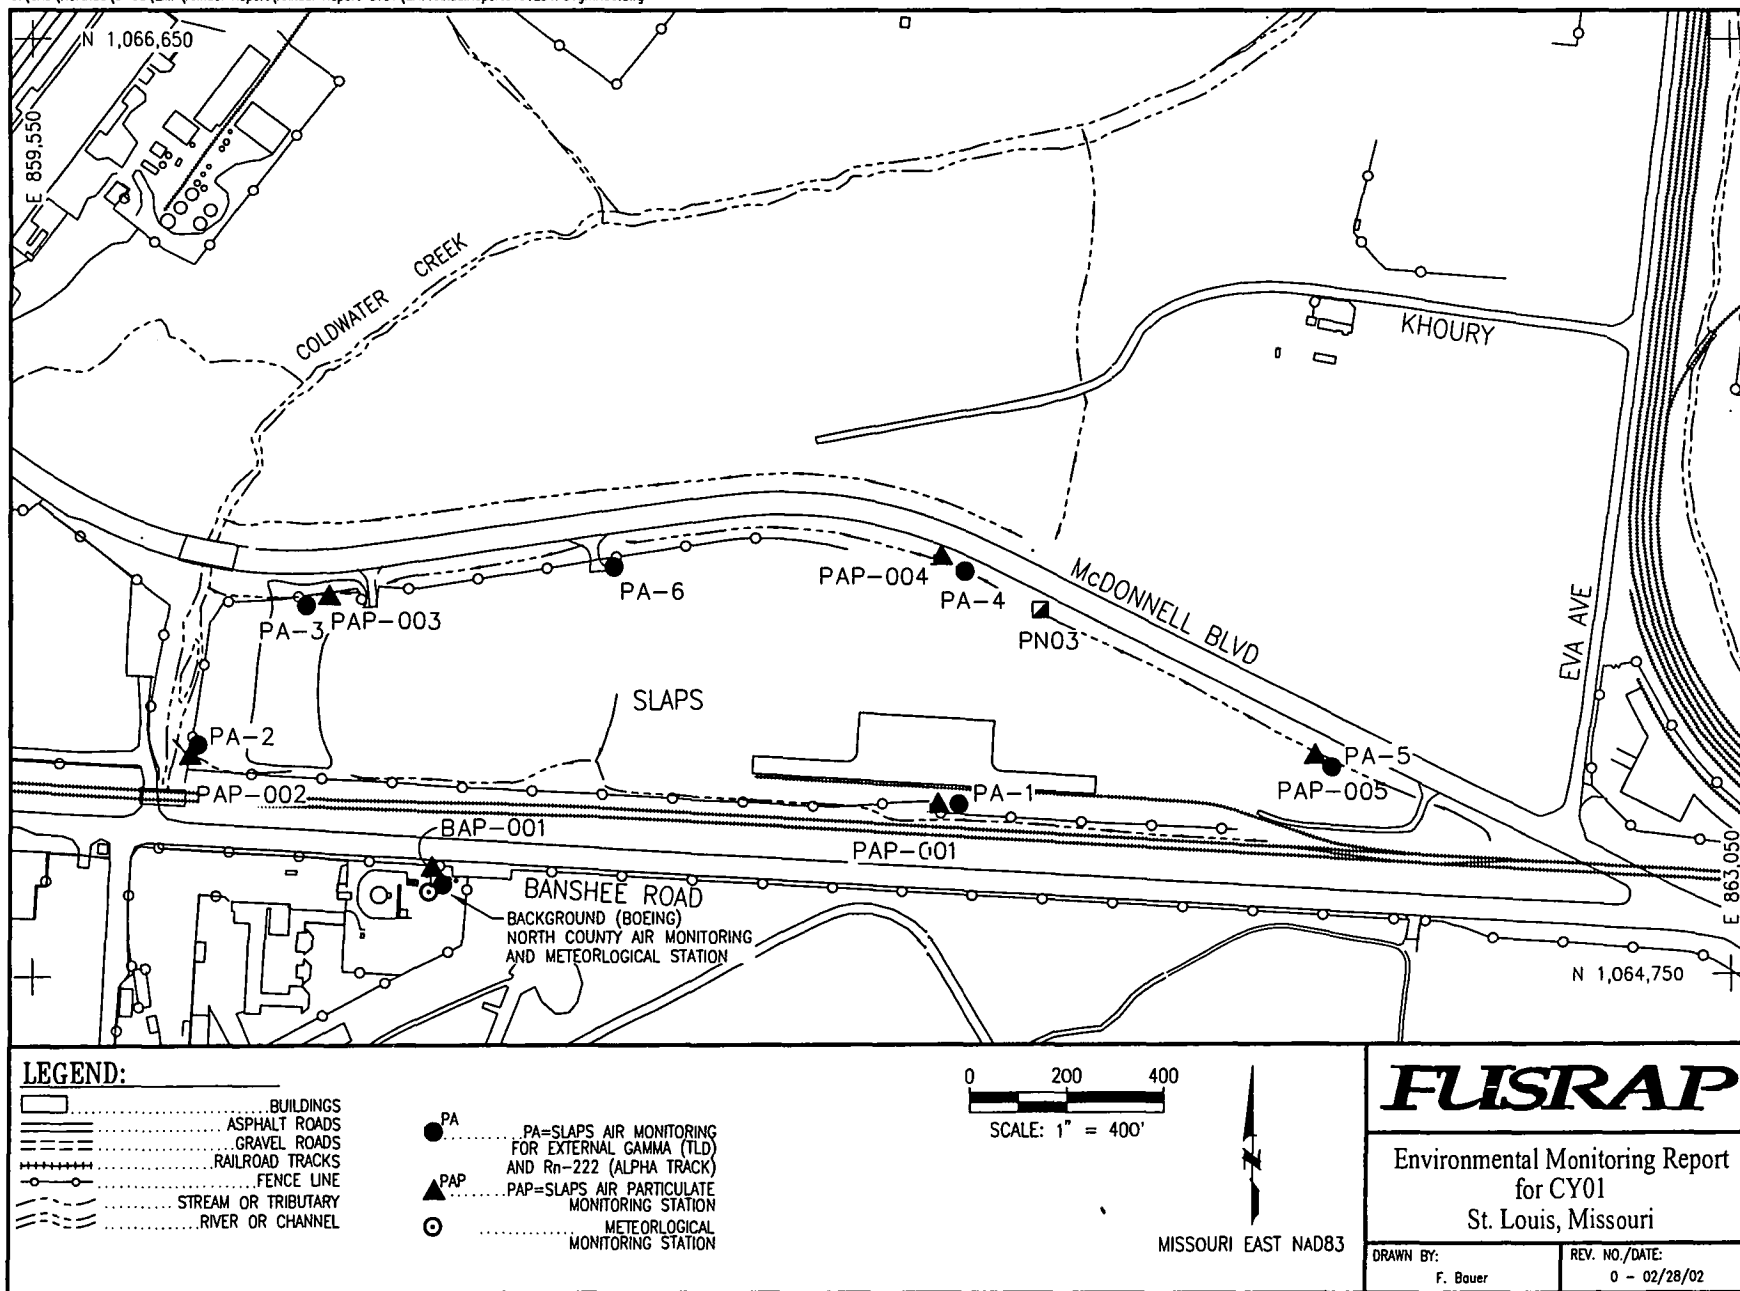 N 1,066,650
E 859,550
COLDWATER CREEK
KHOURY
McDONNELL BLVD
EVA AVE
PAP-004
PA-4
PA-6
PA-3
PAP-003
PN03
SLAPS
PA-2
PAP-002
PA-5
PAP-005
PA-1
PAP-001
BAP-001
BANSHEE ROAD
BACKGROUND (BOEING)
NORTH COUNTY AIR MONITORING
AND METEORLOGICAL STATION
E 863,050
N 1,064,750
LEGEND:
BUILDINGS
ASPHALT ROADS
GRAVEL ROADS
RAILROAD TRACKS
FENCE LINE
STREAM OR TRIBUTARY
RIVER OR CHANNEL
PA
PA=SLAPS AIR MONITORING
FOR EXTERNAL GAMMA (TLD)
AND Rn-222 (ALPHA TRACK)
PAP
PAP=SLAPS AIR PARTICULATE
MONITORING STATION
METEORLOGICAL
MONITORING STATION
0 200 400
SCALE: 1" = 400'
MISSOURI EAST NAD83
FUSRAP
Environmental Monitoring Report
for CY01
St. Louis, Missouri
DRAWN BY:
F. Bauer
REV. NO./DATE:
0 - 02/28/02